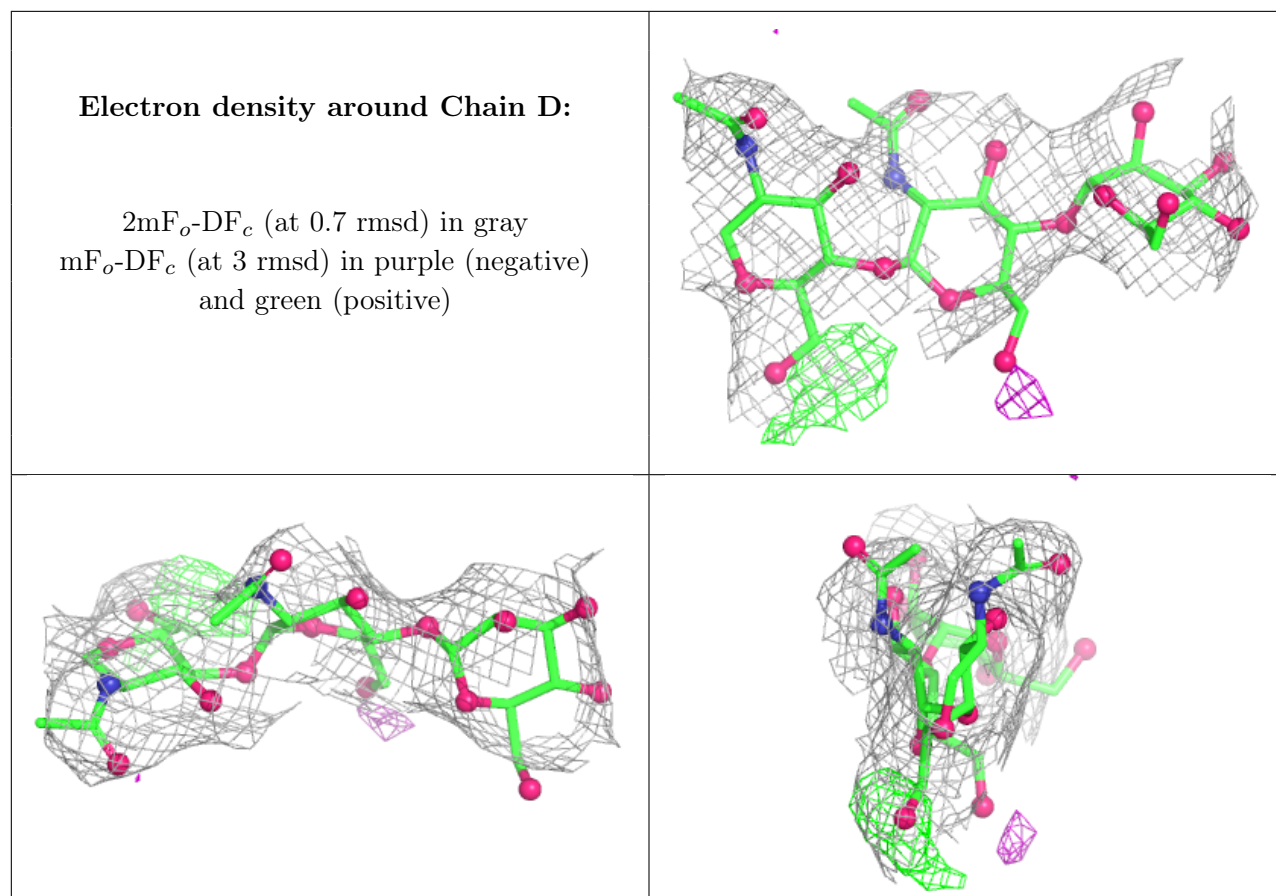 Electron density around Chain D:
2mFo-DFc (at 0.7 rmsd) in gray
mFo-DFc (at 3 rmsd) in purple (negative)
and green (positive)